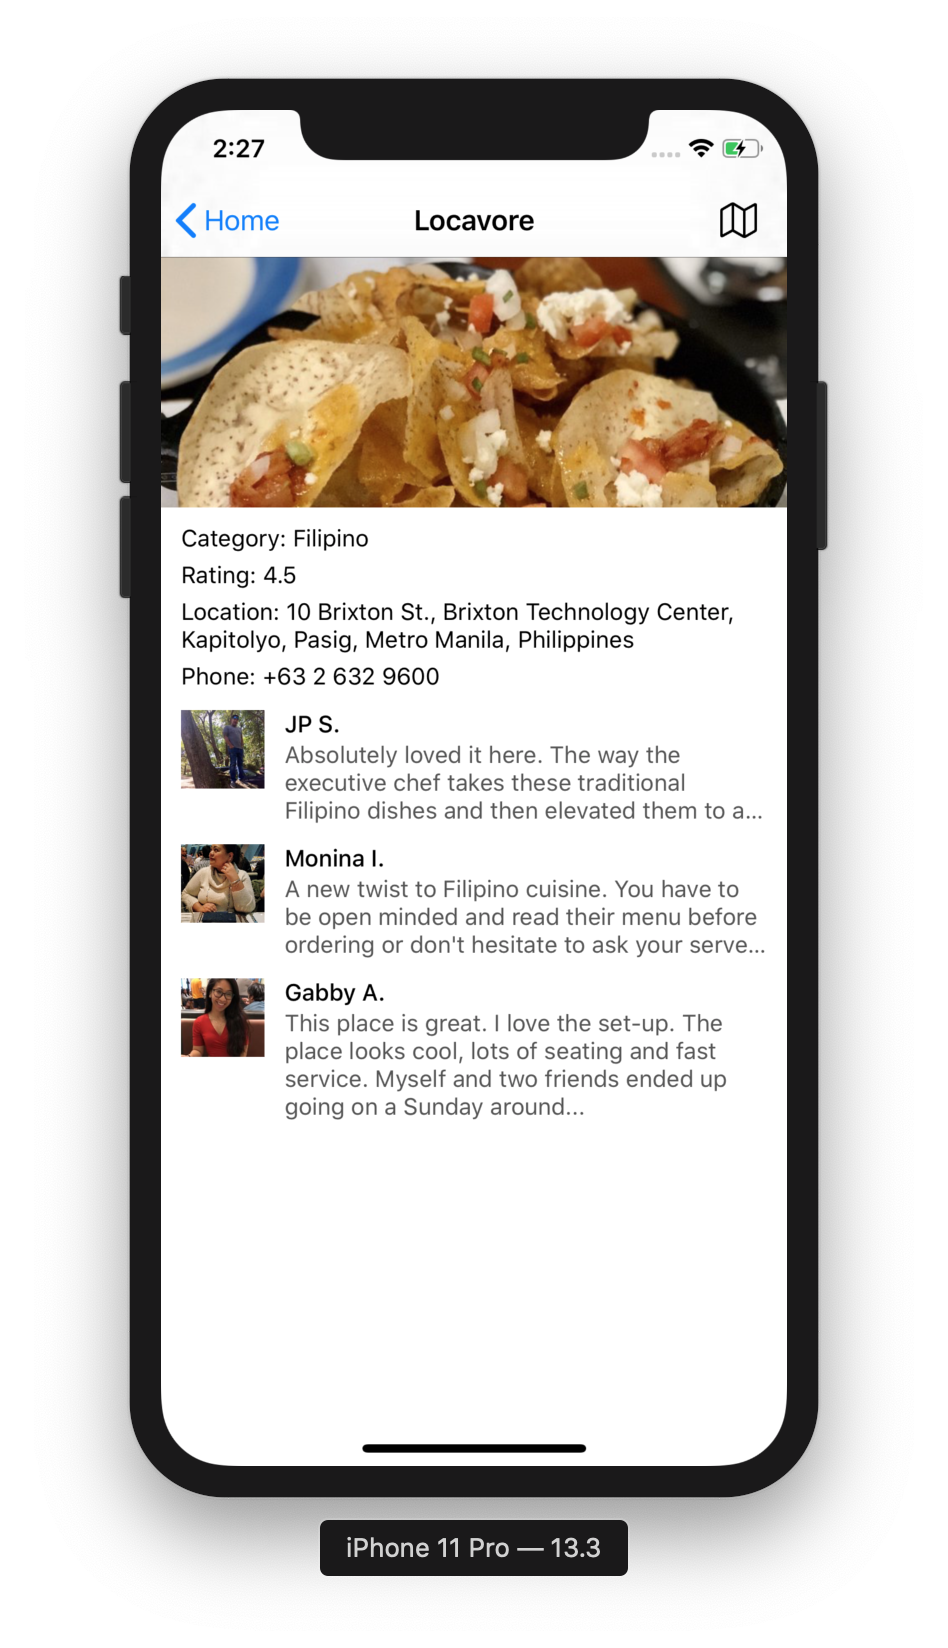 2:27
Home
Locavore
Category: Filipino
Rating: 4.5
Location: 10 Brixton St., Brixton Technology Center,
Kapitolyo, Pasig, Metro Manila, Philippines
Phone: +63 2 632 9600
JP S.
Absolutely loved it here. The way the
executive chef takes these traditional
Filipino dishes and then elevated them to a...
Monina I.
A new twist to Filipino cuisine. You have to
be open minded and read their menu before
ordering or don't hesitate to ask your serve...
Gabby A.
This place is great. I love the set-up. The
place looks cool, lots of seating and fast
service. Myself and two friends ended up
going on a Sunday around...
iPhone 11 Pro — 13.3